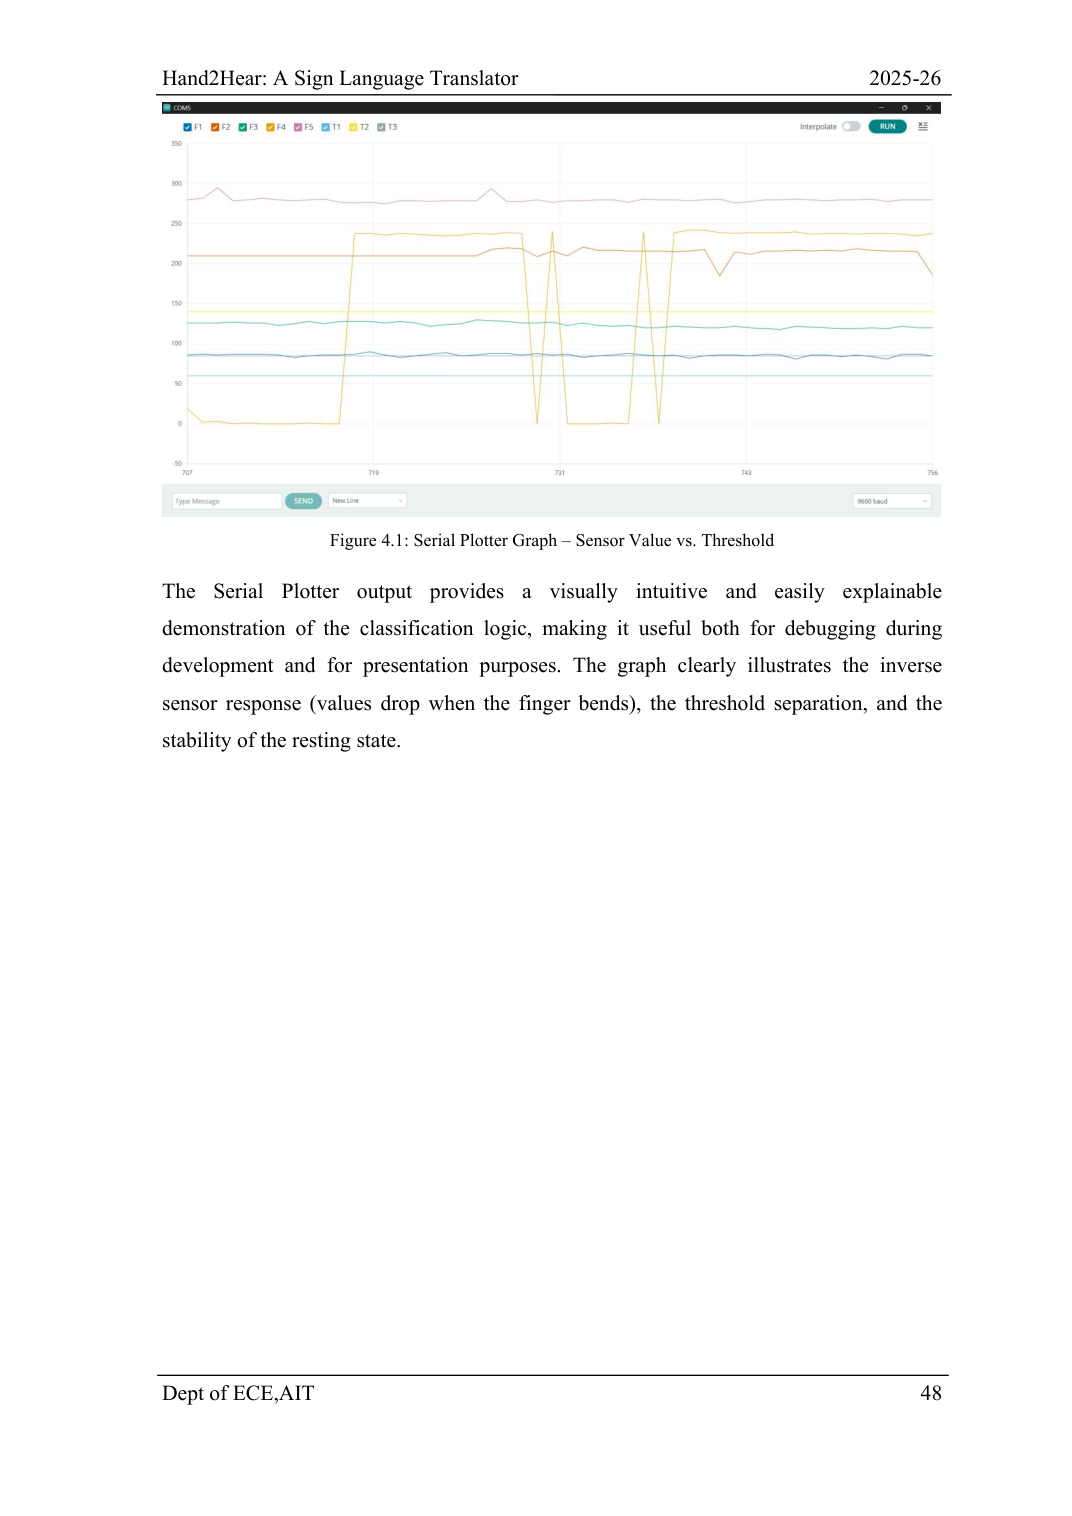 Hand2Hear: A Sign Language Translator 2025-26
COM5
F1 F2 F3 F4 F5 T1 T2 T3 Interpolate RUN
350
300
250
200
150
100
50
0
-50
707 719 731 743 756
Type Message SEND New Line 9600 baud
Figure 4.1: Serial Plotter Graph – Sensor Value vs. Threshold
The Serial Plotter output provides a visually intuitive and easily explainable
demonstration of the classification logic, making it useful both for debugging during
development and for presentation purposes. The graph clearly illustrates the inverse
sensor response (values drop when the finger bends), the threshold separation, and the
stability of the resting state.
Dept of ECE,AIT 48